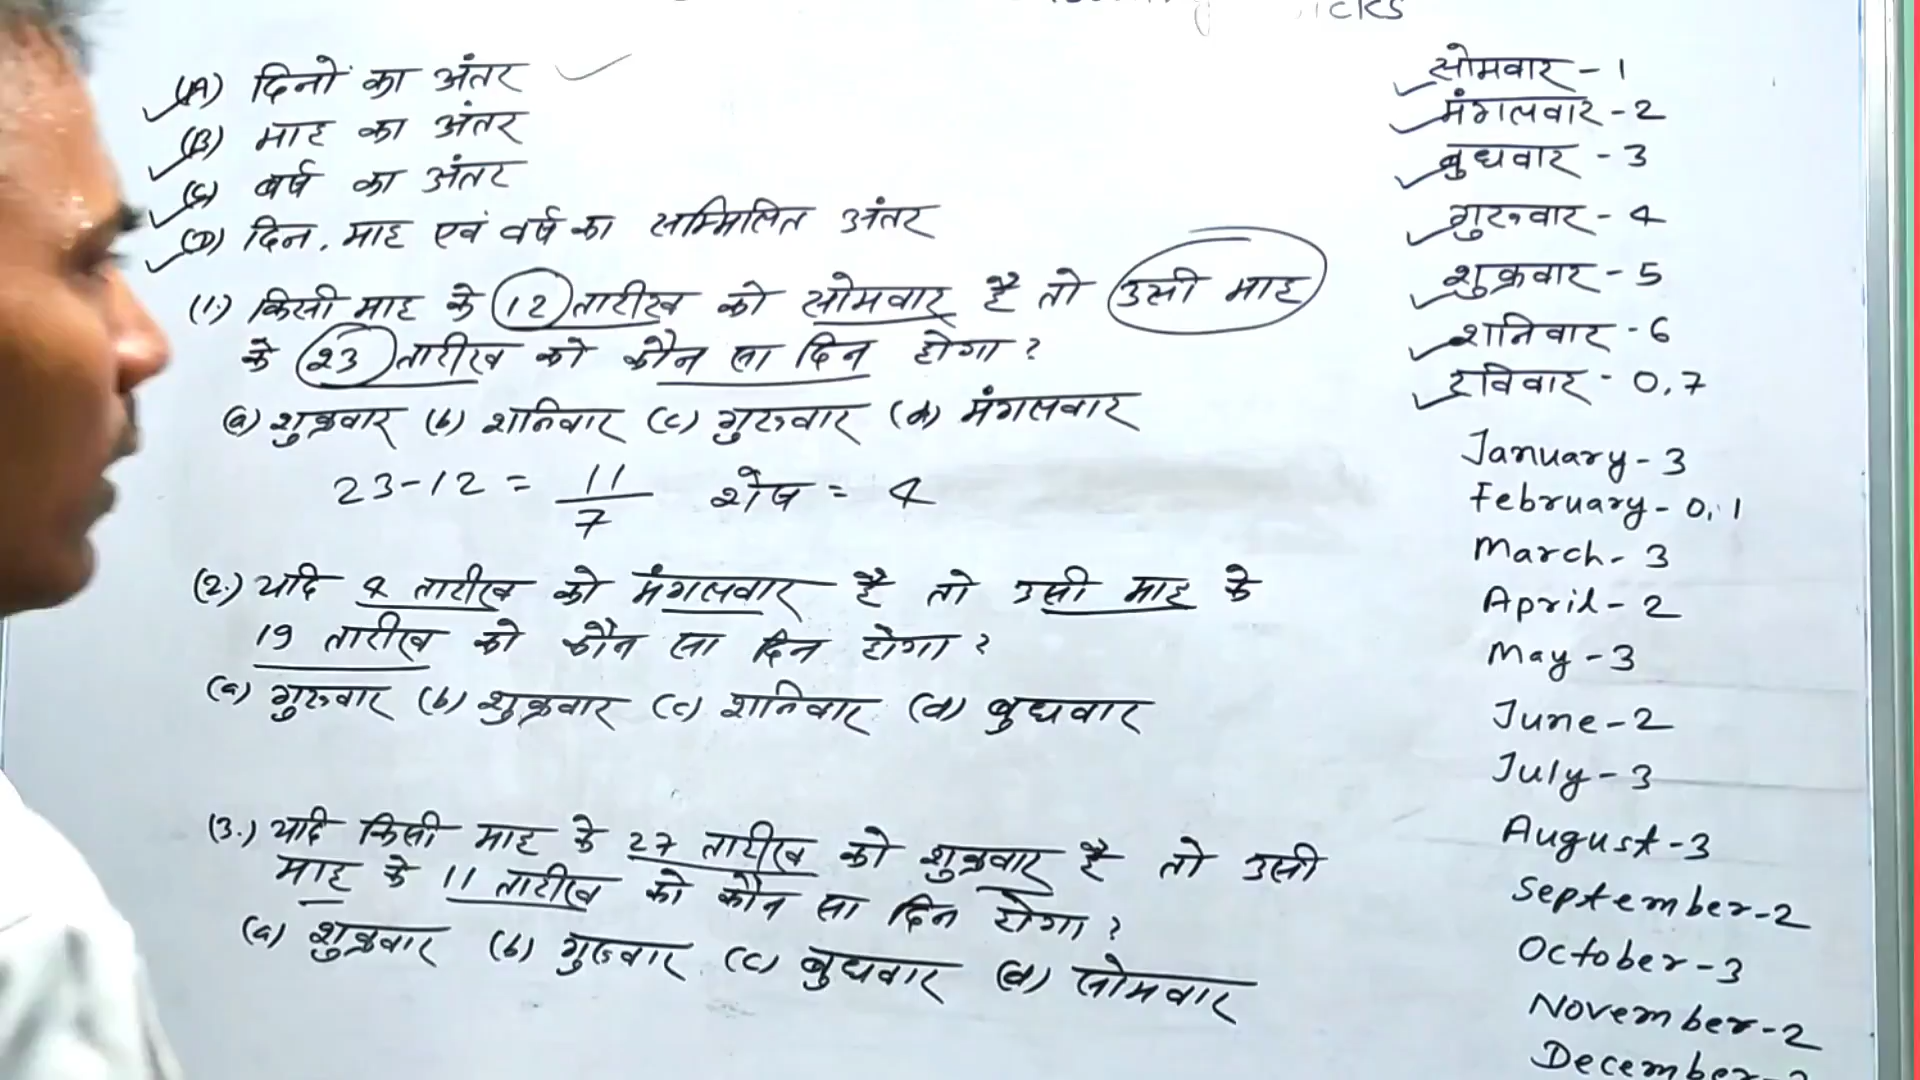 (A) दिनों का अंतर
(B) माह का अंतर
(C) वर्ष का अंतर
(D) दिन, माह एवं वर्ष का सम्मिलित अंतर
(1.) किसी माह के 12 तारीख को सोमवार है तो उसी माह
के 23 तारीख को कौन सा दिन होगा?
(a) शुक्रवार (b) शनिवार (c) गुरुवार (d) मंगलवार
23-12 = 11/7 शेष = 4
(2.) यदि तारीख को मंगलवार है तो उसी माह के
19 तारीख को कौन सा दिन होगा?
(a) गुरुवार (b) शुक्रवार (c) शनिवार (d) बुधवार
(3.) यदि किसी माह के 27 तारीख को शुक्रवार है तो उसी
माह के 11 तारीख को कौन सा दिन होगा?
(a) शुक्रवार (b) गुरुवार (c) बुधवार (d) सोमवार
सोमवार - 1
मंगलवार - 2
बुधवार - 3
गुरुवार - 4
शुक्रवार - 5
शनिवार - 6
रविवार - 0,7
January - 3
February - 0,1
March - 3
April - 2
May - 3
June - 2
July - 3
August - 3
September - 2
October - 3
November - 2
December